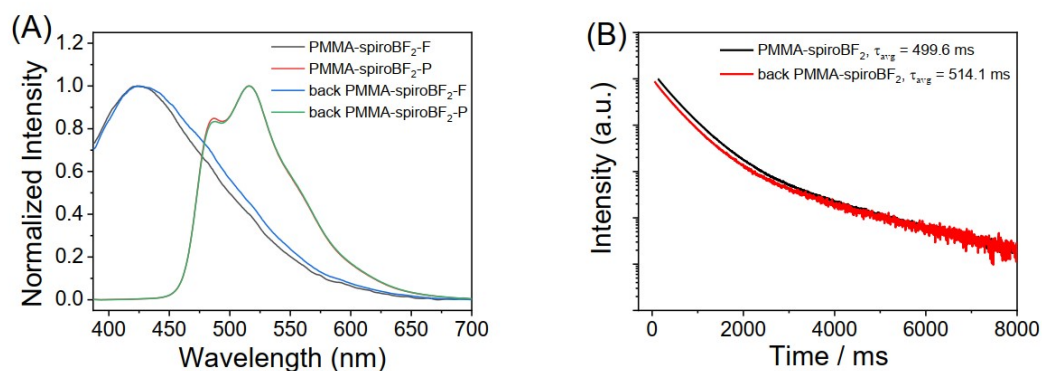 (A)
1.2
1.0
0.8
0.6
0.4
0.2
0.0
Normalized Intensity
PMMA-spiroBF₂-F
PMMA-spiroBF₂-P
back PMMA-spiroBF₂-F
back PMMA-spiroBF₂-P
400 450 500 550 600 650 700
Wavelength (nm)
(B)
Intensity (a.u.)
PMMA-spiroBF₂, τavg = 499.6 ms
back PMMA-spiroBF₂, τavg = 514.1 ms
0 2000 4000 6000 8000
Time / ms